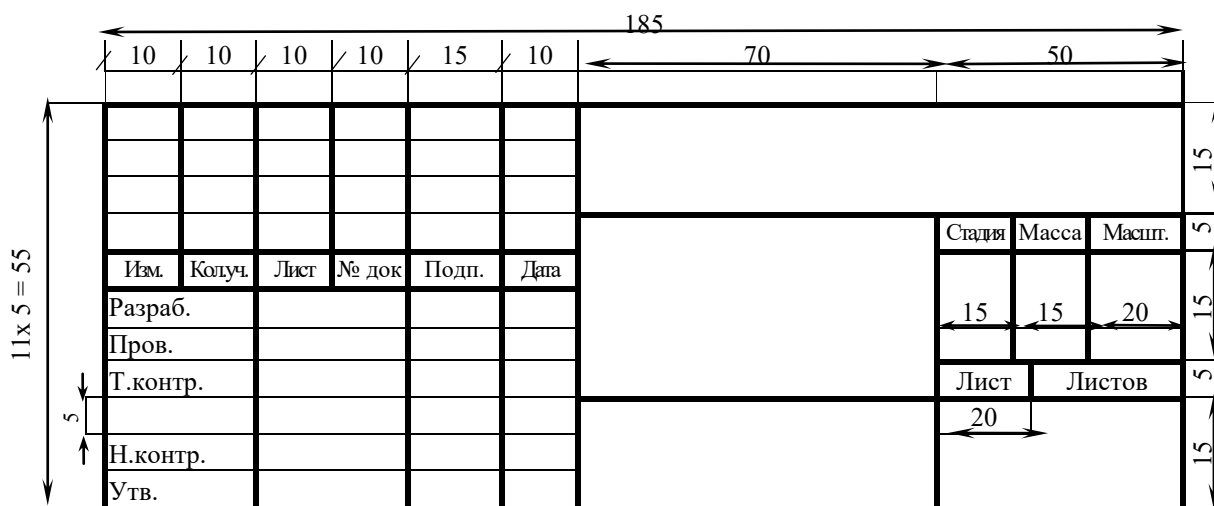 185
10 10 10 10 15 10 70 50
15
Стадия Масса Масшт. 5
Изм. Кол.уч. Лист № док Подп. Дата
11x 5 = 55
Разраб.
15 15 20 15
Пров.
Т.контр. Лист Листов 5
5 20
Н.контр. 15
Утв.